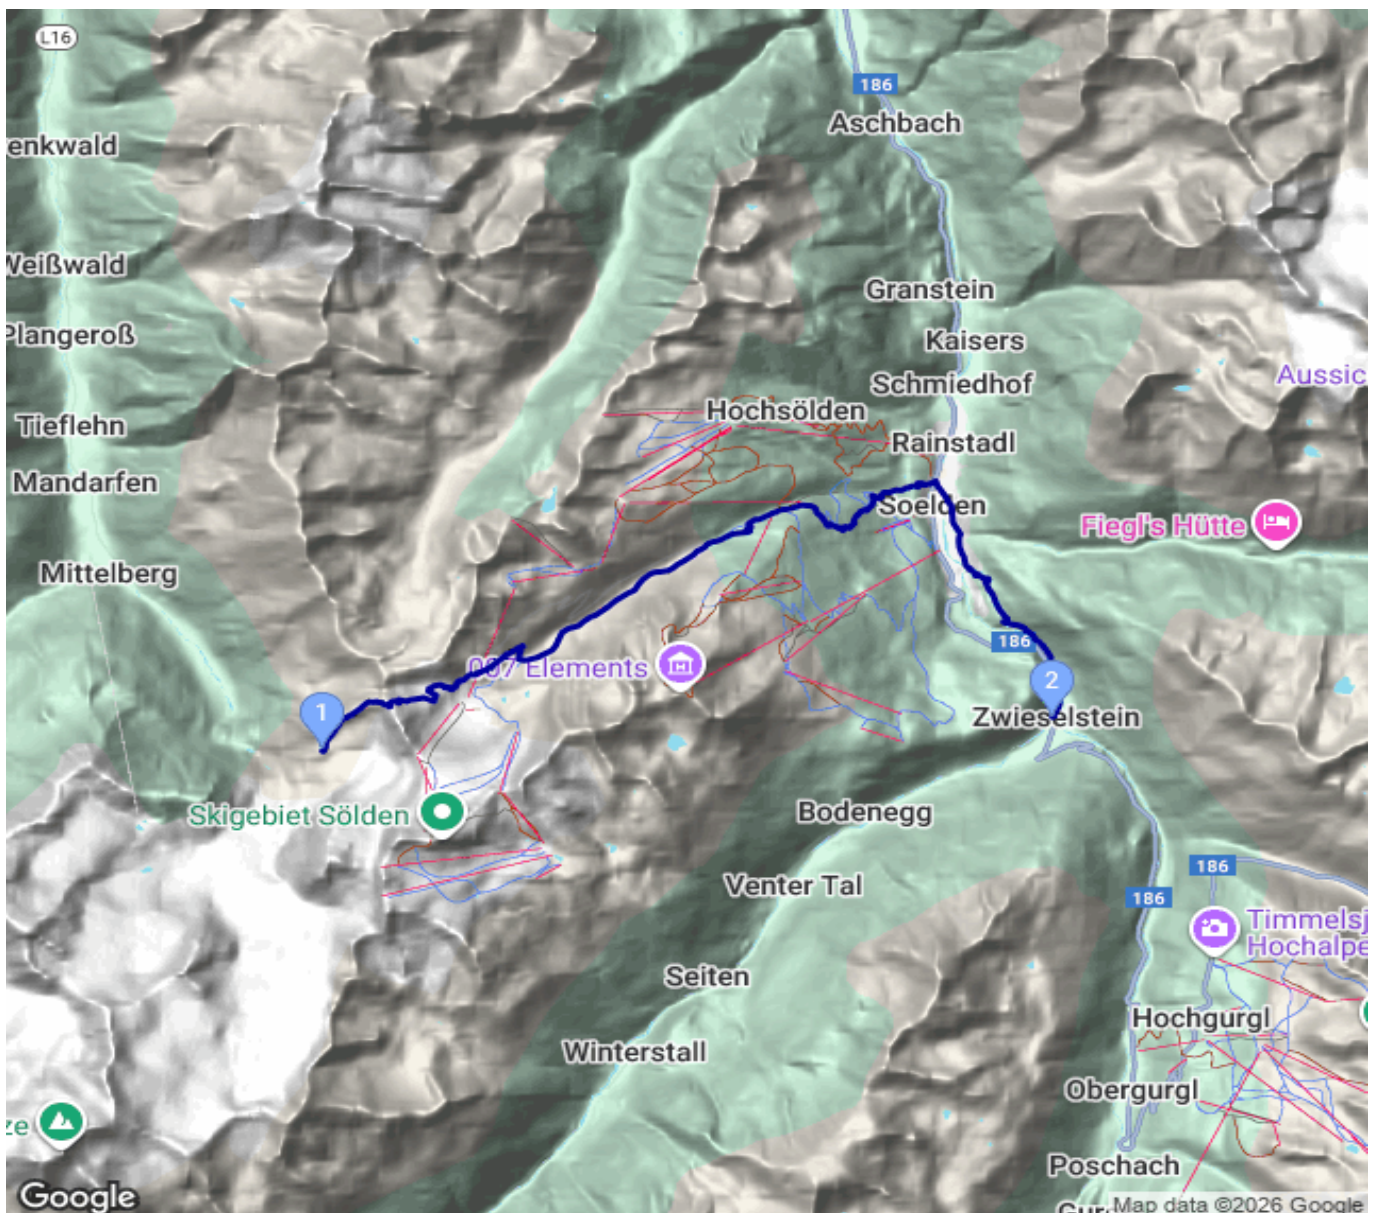 L16
186
Aschbach
enkwald
Weißwald
Granstein
Plangeroß
Kaisers
Aussic
Schmiedhof
Hochsölden
Tieflehn
Rainstadl
Mandarfen
Soelden
Fiegl's Hütte
Mittelberg
186
007 Elements
2
1
Zwieselstein
Skigebiet Sölden
Bodenegg
186
Venter Tal
186
Timmelsj
Hochalpe
Seiten
Hochgurgl
Winterstall
Obergurgl
ze
Poschach
Google
Map data ©2026 Google